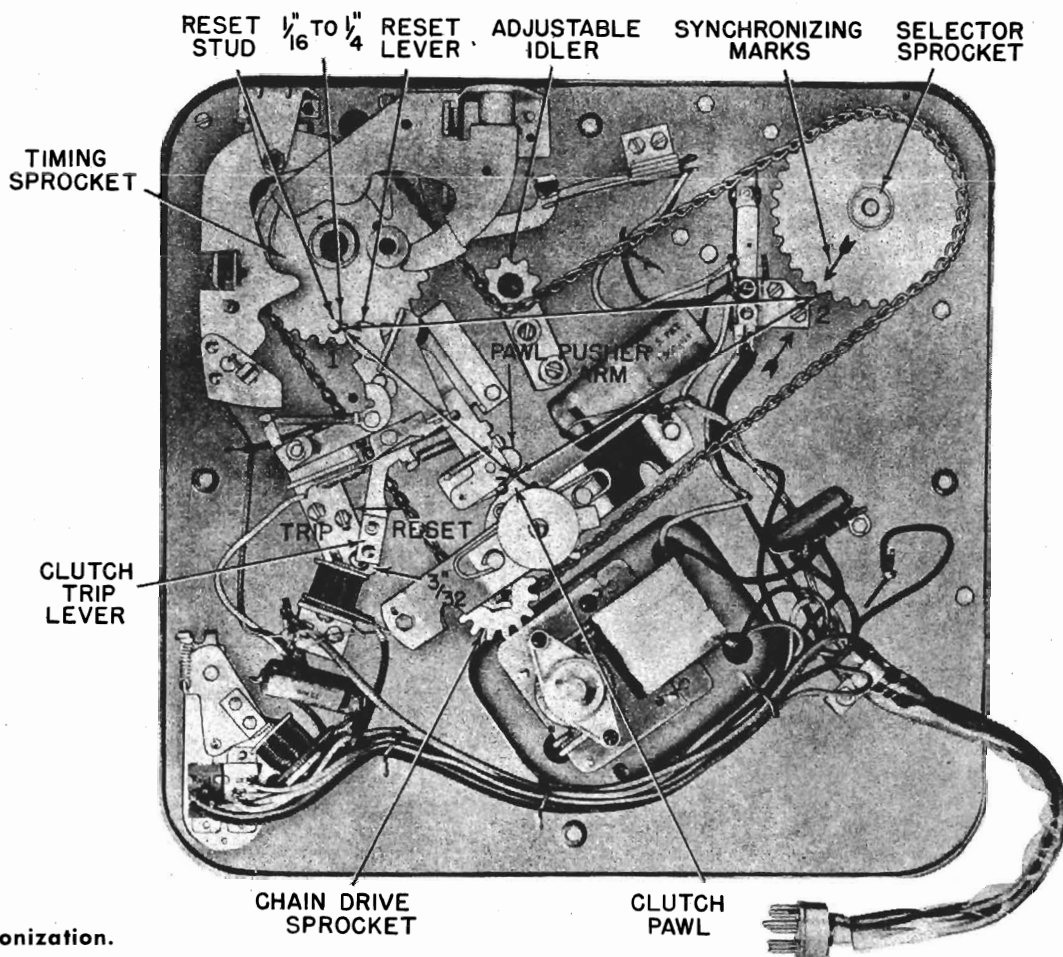 RESET STUD
1/16" TO 1/4"
RESET LEVER
ADJUSTABLE IDLER
SYNCHRONIZING MARKS
SELECTOR SPROCKET
TIMING SPROCKET
1
2
PAWL PUSHER ARM
3
TRIP
RESET
CLUTCH TRIP LEVER
3/32"
CHAIN DRIVE SPROCKET
CLUTCH PAWL
onization.